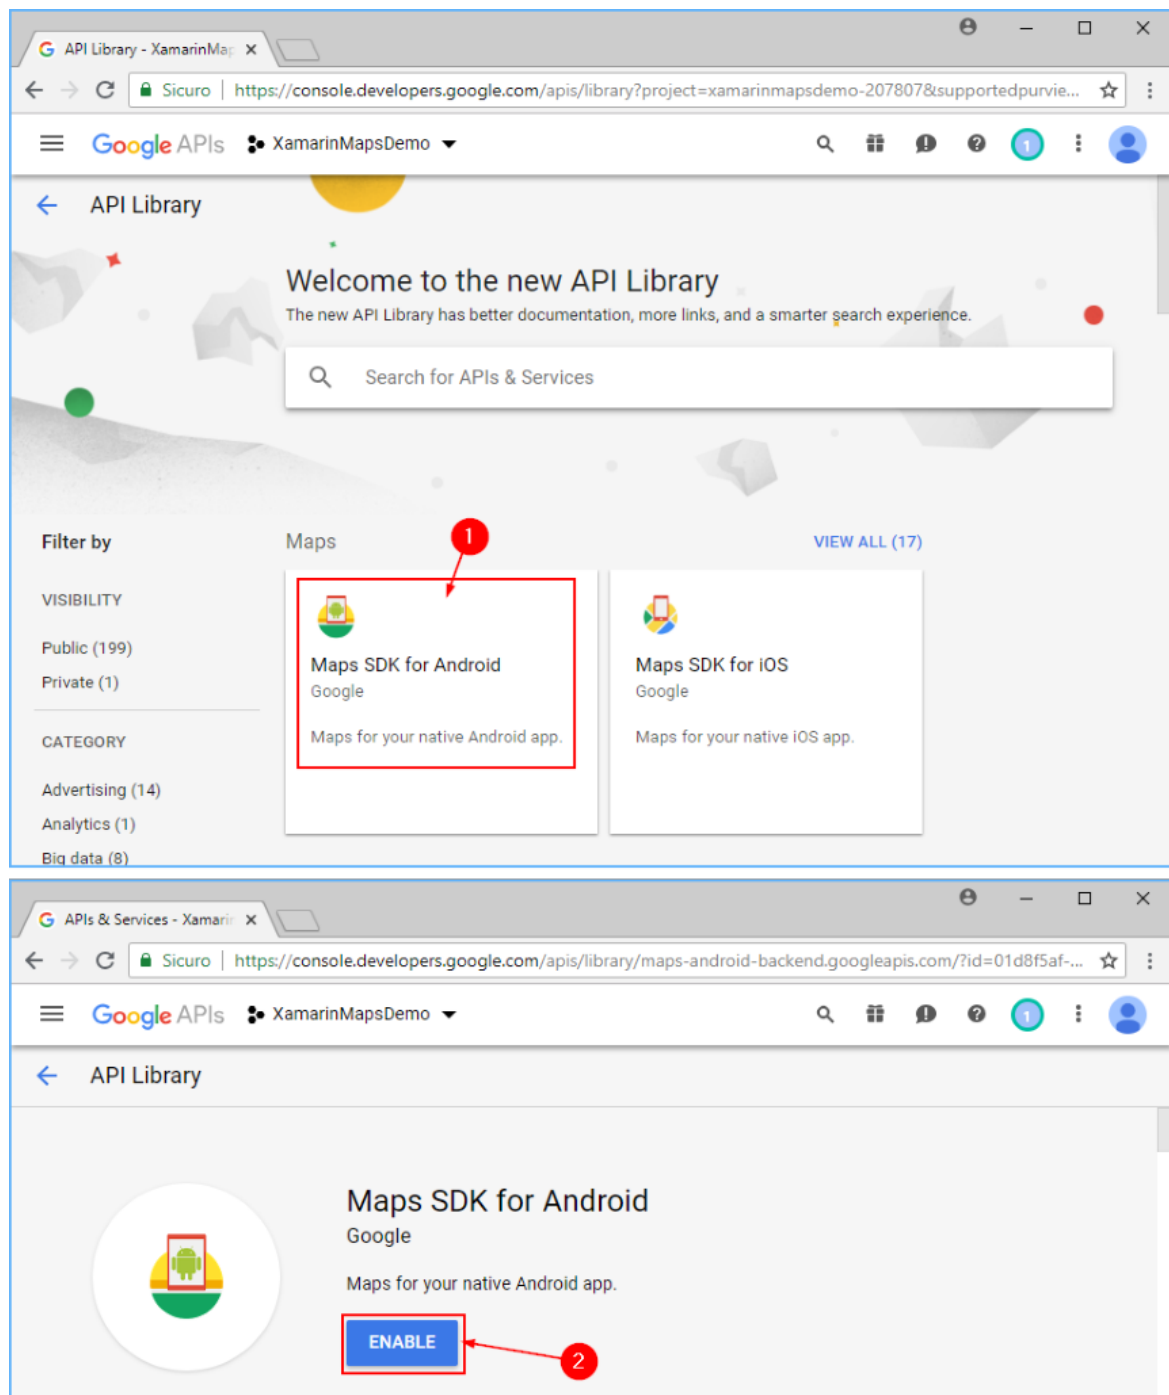 API Library - XamarinMap
Sicuro | https://console.developers.google.com/apis/library?project=xamarinmapsdemo-207807&supportedpurvie...
Google APIs XamarinMapsDemo 1
API Library
Welcome to the new API Library
The new API Library has better documentation, more links, and a smarter search experience.
Search for APIs & Services
Filter by
VISIBILITY
Public (199)
Private (1)
CATEGORY
Advertising (14)
Analytics (1)
Big data (8)
Maps
1
VIEW ALL (17)
Maps SDK for Android
Google
Maps for your native Android app.
Maps SDK for iOS
Google
Maps for your native iOS app.
APIs & Services - Xamarin
Sicuro | https://console.developers.google.com/apis/library/maps-android-backend.googleapis.com/?id=01d8f5af-...
Google APIs XamarinMapsDemo 1
API Library
Maps SDK for Android
Google
Maps for your native Android app.
ENABLE
2